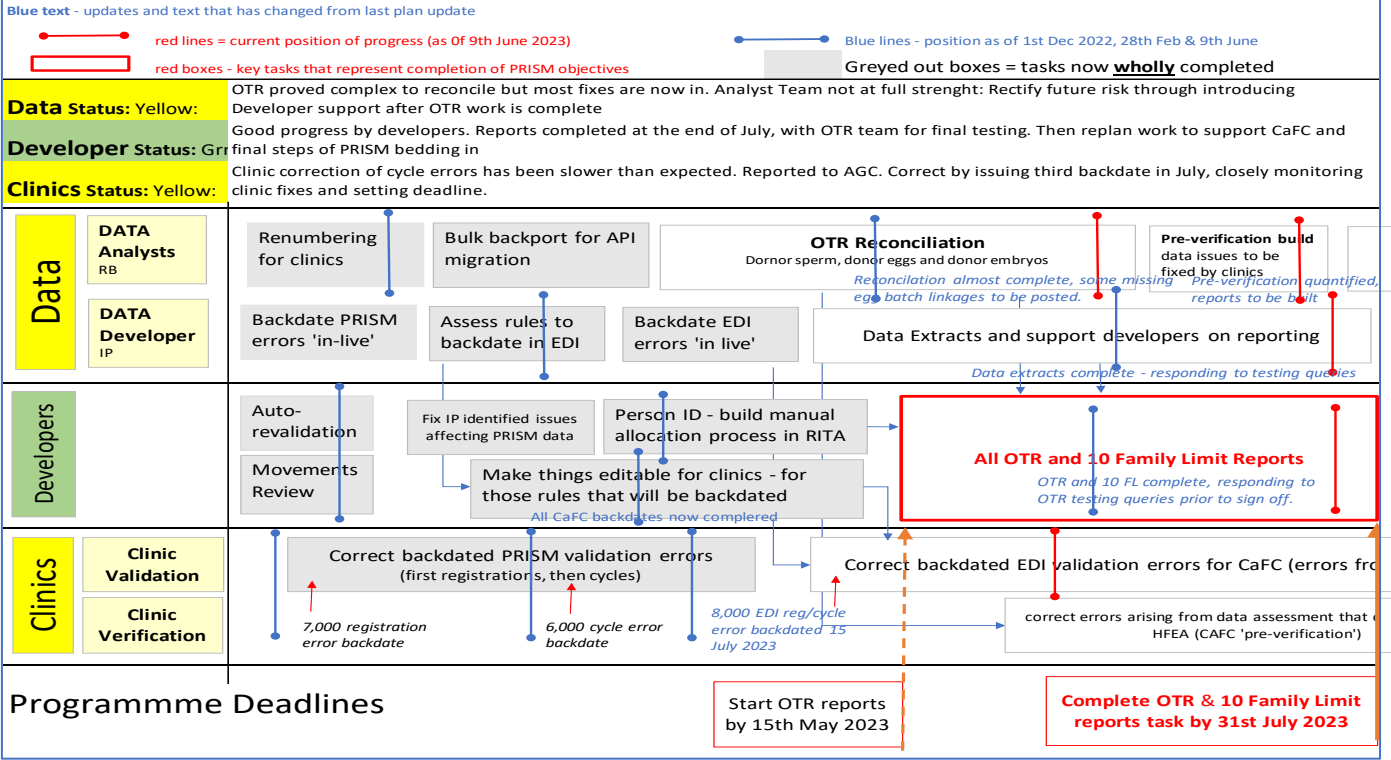 Blue text - updates and text that has changed from last plan update
red lines = current position of progress (as 0f 9th June 2023)
Blue lines - position as of 1st Dec 2022, 28th Feb & 9th June
red boxes - key tasks that represent completion of PRISM objectives
Greyed out boxes = tasks now wholly completed
Data Status: Yellow:
OTR proved complex to reconcile but most fixes are now in. Analyst Team not at full strenght: Rectify future risk through introducing
Developer support after OTR work is complete
Developer Status: Grr
Good progress by developers. Reports completed at the end of July, with OTR team for final testing. Then replan work to support CaFC and
final steps of PRISM bedding in
Clinics Status: Yellow:
Clinic correction of cycle errors has been slower than expected. Reported to AGC. Correct by issuing third backdate in July, closely monitoring
clinic fixes and setting deadline.
Data
DATA
Analysts
RB
DATA
Developer
IP
Renumbering
for clinics
Bulk backport for API
migration
OTR Reconciliation
Dornor sperm, donor eggs and donor embryos
Reconcilation almost complete, some missing
egg batch linkages to be posted.
Pre-verification build
data issues to be
fixed by clinics
Pre-verification quantified,
reports to be built
Backdate PRISM
errors 'in-live'
Assess rules to
backdate in EDI
Backdate EDI
errors 'in live'
Data Extracts and support developers on reporting
Data extracts complete - responding to testing queries
Developers
Auto-
revalidation
Movements
Review
Fix IP identified issues
affecting PRISM data
Person ID - build manual
allocation process in RITA
Make things editable for clinics - for
those rules that will be backdated
All CaFC backdates now complered
All OTR and 10 Family Limit Reports
OTR and 10 FL complete, responding to
OTR testing queries prior to sign off.
Clinics
Clinic
Validation
Clinic
Verification
Correct backdated PRISM validation errors
(first registrations, then cycles)
7,000 registration
error backdate
6,000 cycle error
backdate
8,000 EDI reg/cycle
error backdated 15
July 2023
Correct backdated EDI validation errors for CaFC (errors fro
correct errors arising from data assessment that
HFEA (CAFC 'pre-verification')
Programmme Deadlines
Start OTR reports
by 15th May 2023
Complete OTR & 10 Family Limit
reports task by 31st July 2023